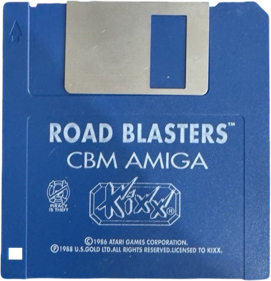 ROAD BLASTERS™
CBM AMIGA
PIRACY
IS THEFT
Kixx
©1986 ATARI GAMES CORPORATION.
Ⓟ1988 U.S.GOLD LTD.ALL RIGHTS RESERVED.LICENSED TO KIXX.